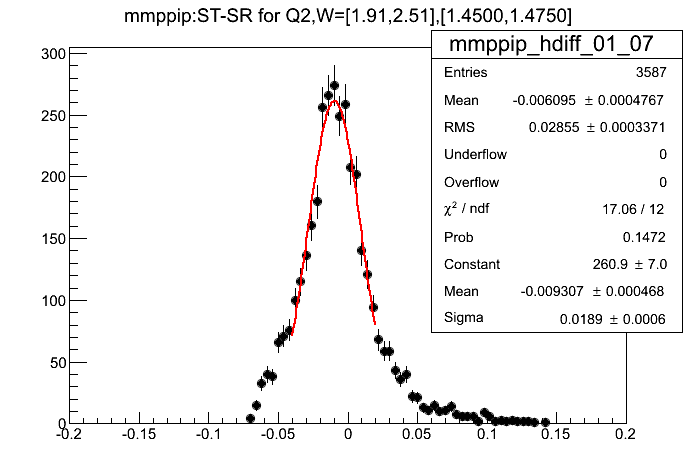 mmppip:ST-SR for Q2,W=[1.91,2.51],[1.4500,1.4750]
mmppip_hdiff_01_07
Entries 3587
Mean -0.006095 ± 0.0004767
RMS 0.02855 ± 0.0003371
Underflow 0
Overflow 0
χ² / ndf 17.06 / 12
Prob 0.1472
Constant 260.9 ± 7.0
Mean -0.009307 ± 0.000468
Sigma 0.0189 ± 0.0006
300
250
200
150
100
50
0
-0.2 -0.15 -0.1 -0.05 0 0.05 0.1 0.15 0.2